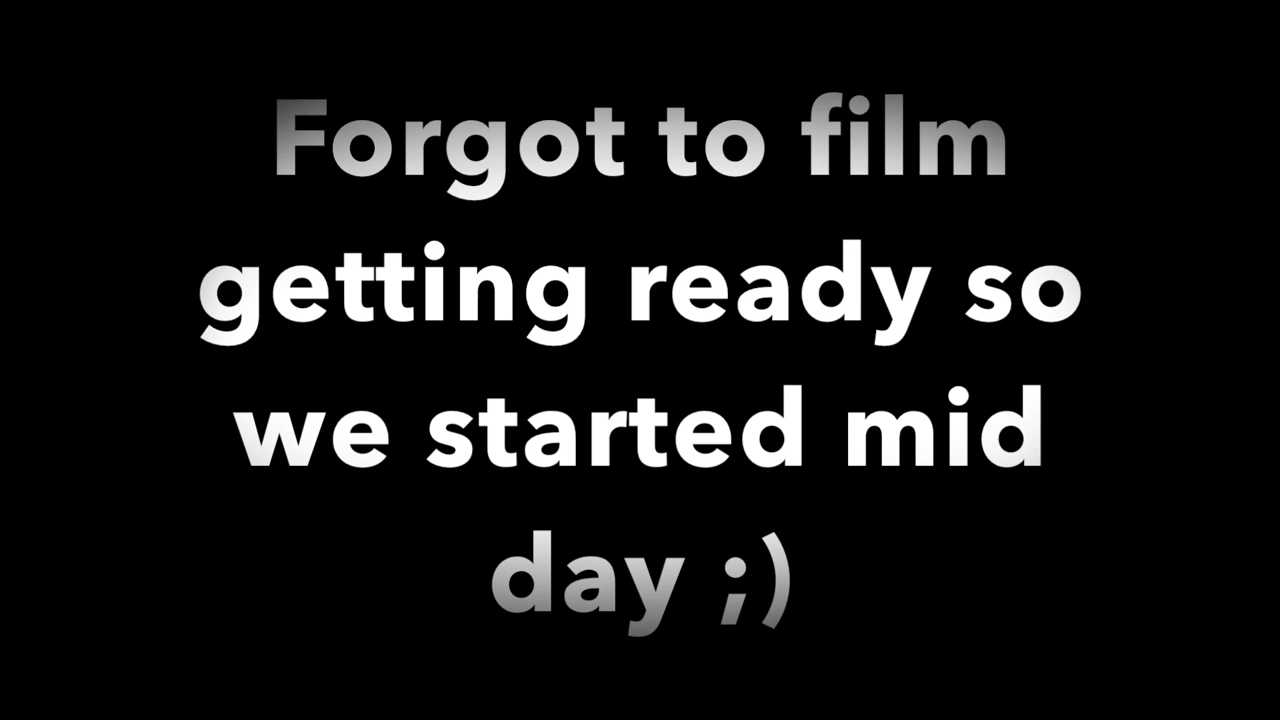 Forgot to film
getting ready so
we started mid
day ;)